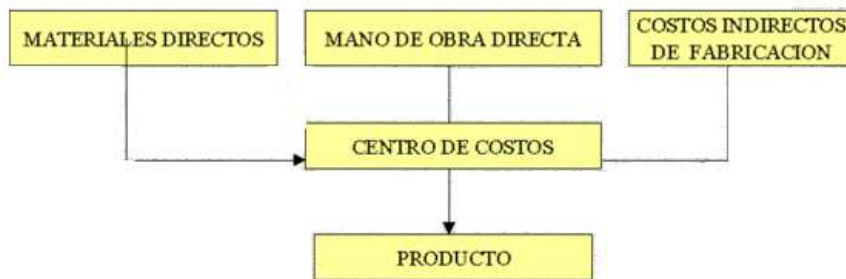 MATERIALES DIRECTOS
MANO DE OBRA DIRECTA
COSTOS INDIRECTOS
DE FABRICACION
CENTRO DE COSTOS
PRODUCTO